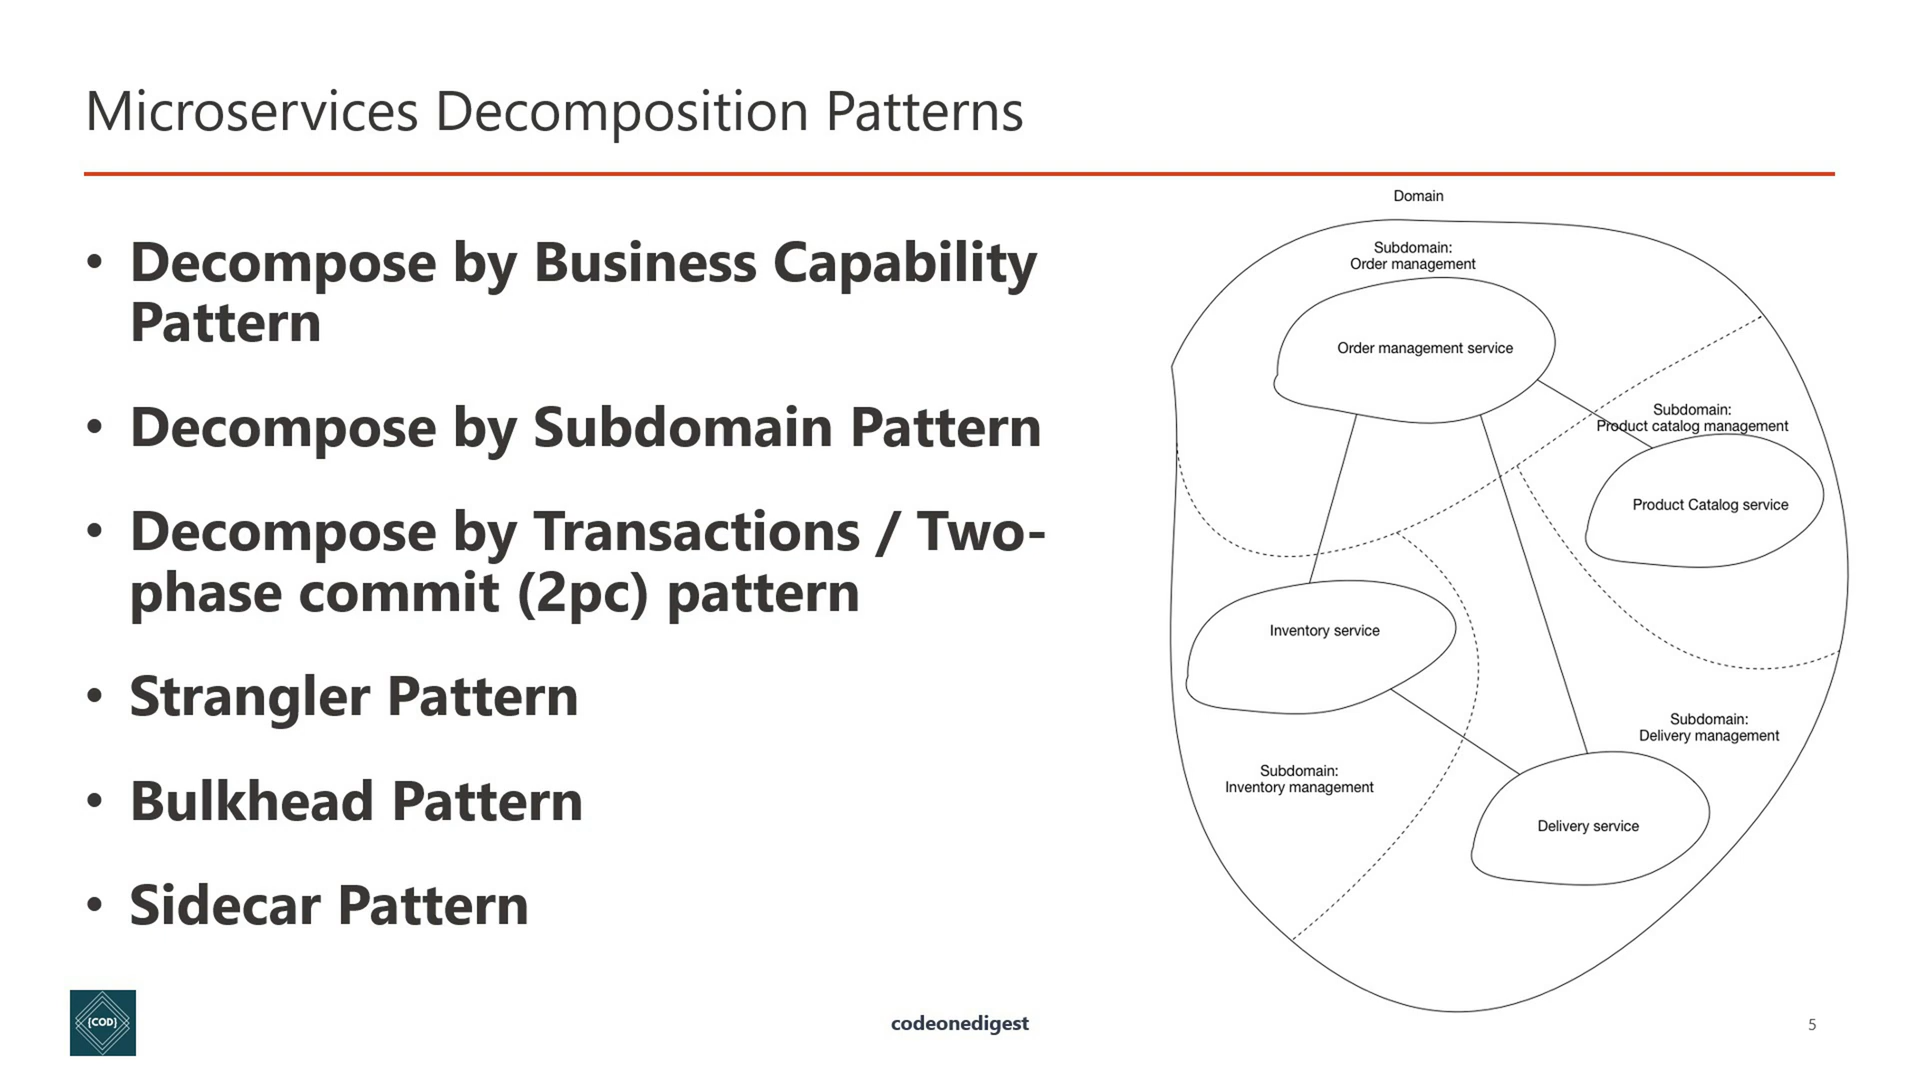 Microservices Decomposition Patterns
• Decompose by Business Capability
Pattern
• Decompose by Subdomain Pattern
• Decompose by Transactions / Two-
phase commit (2pc) pattern
• Strangler Pattern
• Bulkhead Pattern
• Sidecar Pattern
Domain
Subdomain:
Order management
Order management service
Subdomain:
Product catalog management
Product Catalog service
Inventory service
Subdomain:
Inventory management
Subdomain:
Delivery management
Delivery service
{COD}
codeonedigest
5